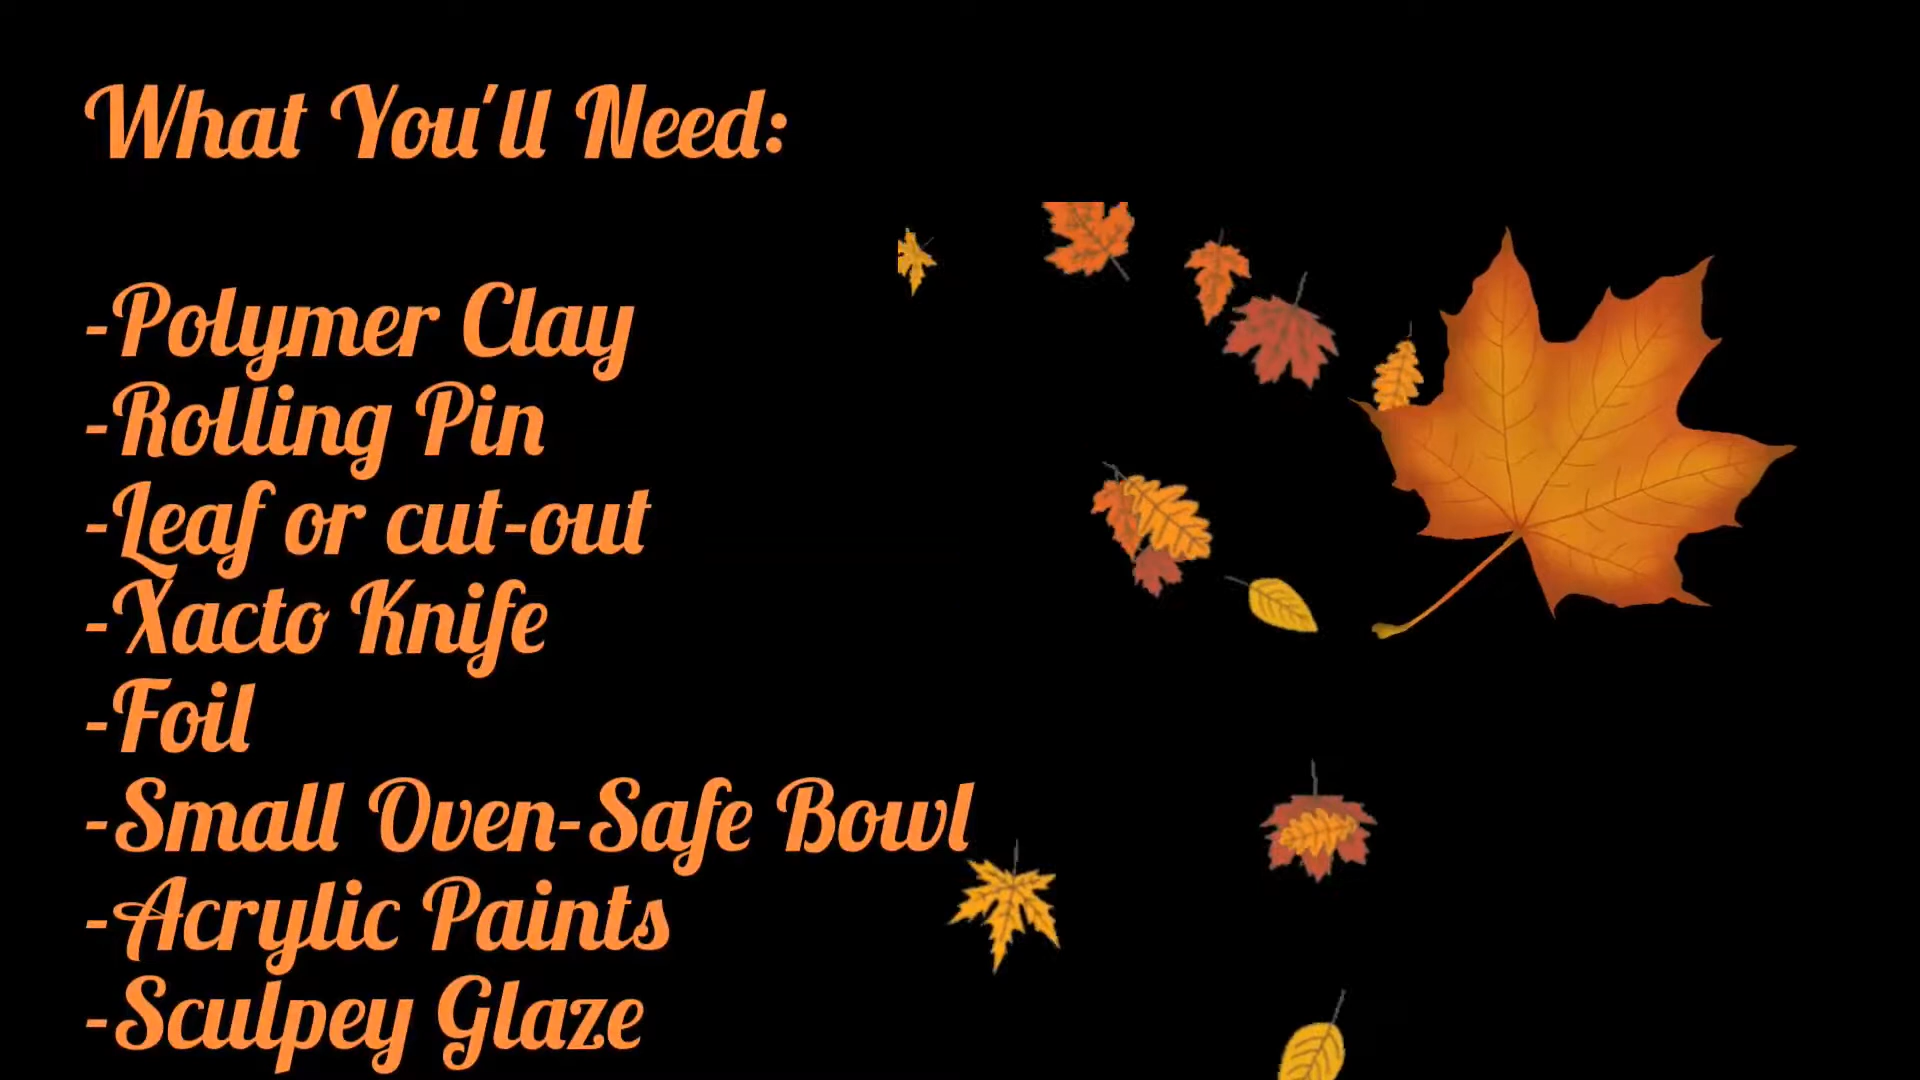 What You'll Need:
-Polymer Clay
-Rolling Pin
-Leaf or cut-out
-Xacto Knife
-Foil
-Small Oven-Safe Bowl
-Acrylic Paints
-Sculpey Glaze